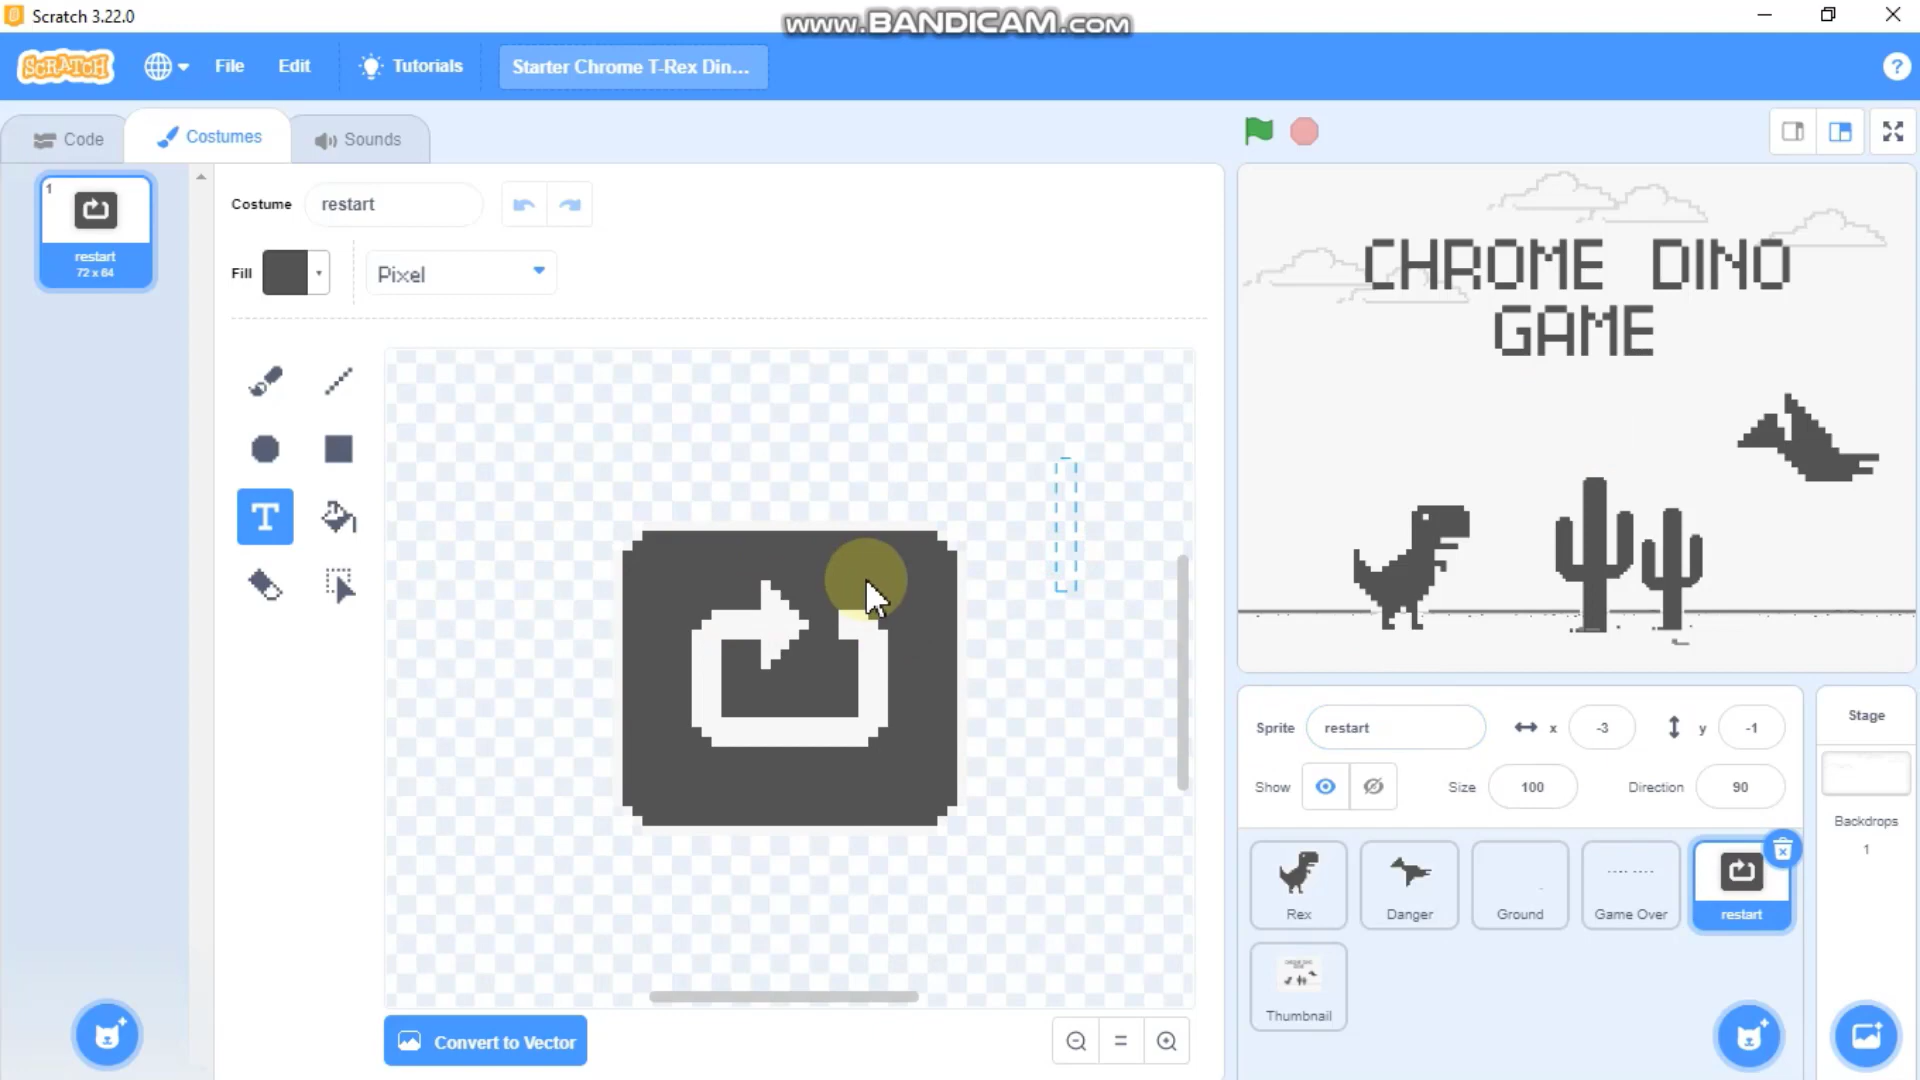 Scratch 3.22.0
www.BANDICAM.com
SCRATCH
File
Edit
Tutorials
Starter Chrome T-Rex Din...
?
Code
Costumes
Sounds
1
restart
72 x 64
Costume
restart
Fill
Pixel
T
Convert to Vector
CHROME DINO
GAME
Sprite
restart
x
-3
y
-1
Show
Size
100
Direction
90
Stage
Backdrops
1
Rex
Danger
Ground
Game Over
restart
Thumbnail